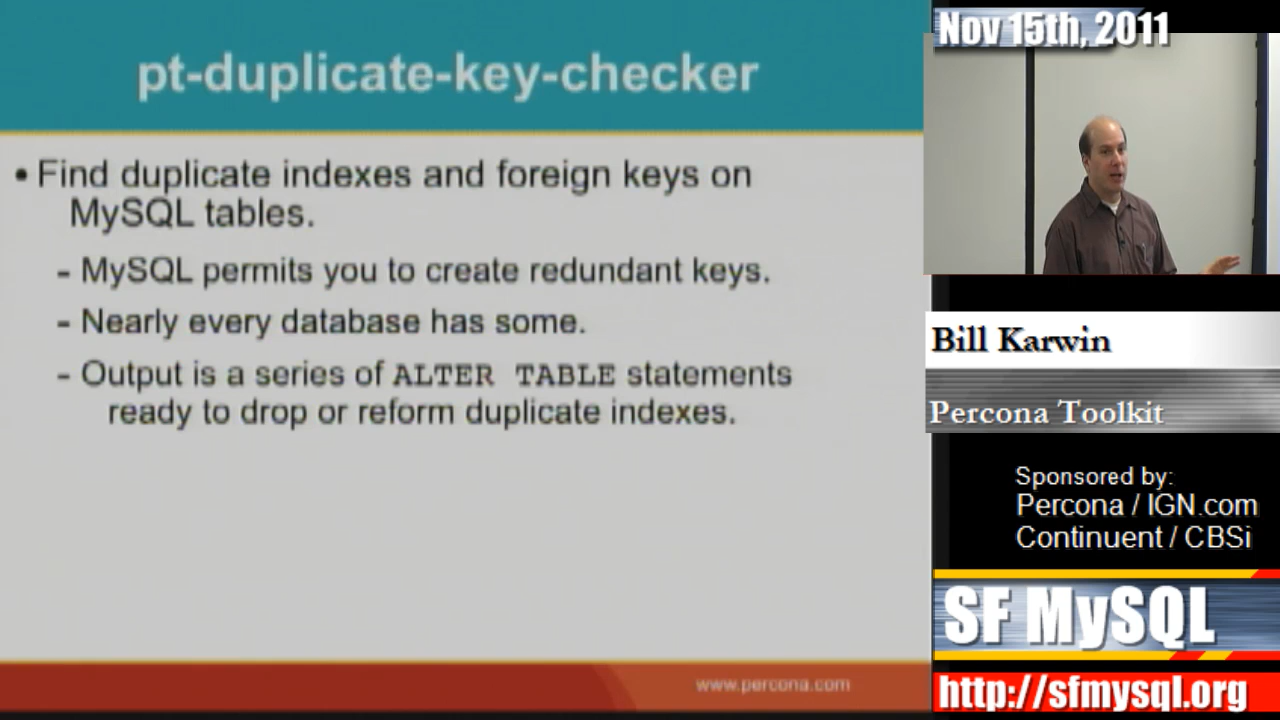 pt-duplicate-key-checker
• Find duplicate indexes and foreign keys on
MySQL tables.
- MySQL permits you to create redundant keys.
- Nearly every database has some.
- Output is a series of ALTER TABLE statements
ready to drop or reform duplicate indexes.
www.percona.com
Nov 15th, 2011
Bill Karwin
Percona Toolkit
Sponsored by:
Percona / IGN.com
Continuent / CBSi
SF MySQL
http://sfmysql.org